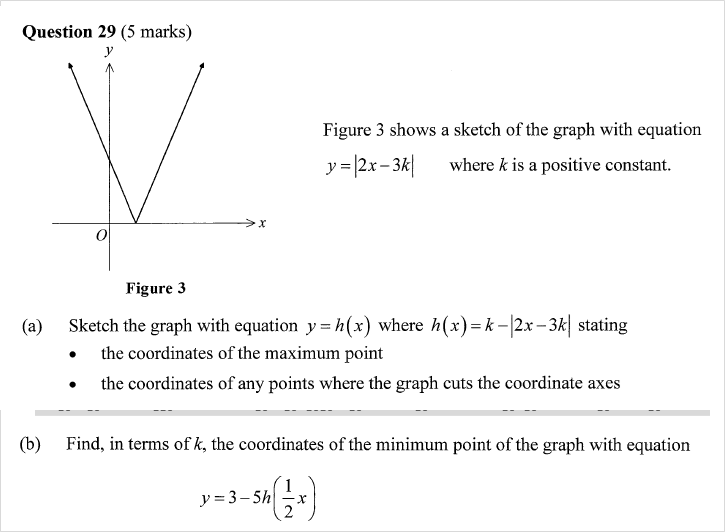 Question 29 (5 marks)
y
x
O
Figure 3
Figure 3 shows a sketch of the graph with equation
y = |2x − 3k| where k is a positive constant.
(a) Sketch the graph with equation y = h(x) where h(x) = k − |2x − 3k| stating
• the coordinates of the maximum point
• the coordinates of any points where the graph cuts the coordinate axes
(b) Find, in terms of k, the coordinates of the minimum point of the graph with equation
y = 3 − 5h(1/2 x)